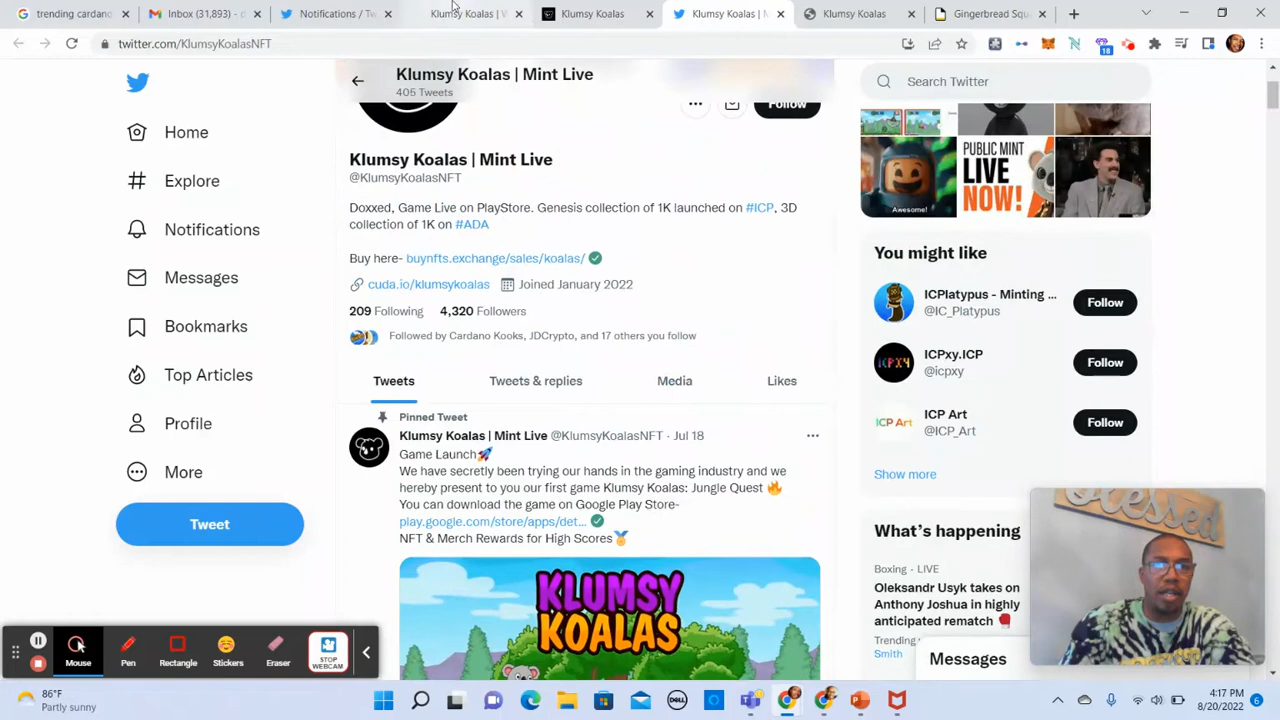 trending cardan
Inbox (31,893) - d
Notifications / Tw
Klumsy Koalas | V
Klumsy Koalas
Klumsy Koalas | M
Klumsy Koalas
Gingerbread Squ
twitter.com/KlumsyKoalasNFT
18
Klumsy Koalas | Mint Live
405 Tweets
Search Twitter
Follow
Home
Explore
Notifications
Messages
Bookmarks
Top Articles
Profile
More
Tweet
Klumsy Koalas | Mint Live
@KlumsyKoalasNFT
Doxxed, Game Live on PlayStore. Genesis collection of 1K launched on #ICP, 3D
collection of 1K on #ADA
Buy here- buynfts.exchange/sales/koalas/
cuda.io/klumsykoalas Joined January 2022
209 Following 4,320 Followers
Followed by Cardano Kooks, JDCrypto, and 17 others you follow
Tweets Tweets & replies Media Likes
Pinned Tweet
Klumsy Koalas | Mint Live @KlumsyKoalasNFT · Jul 18
Game Launch🚀
We have secretly been trying our hands in the gaming industry and we
hereby present to you our first game Klumsy Koalas: Jungle Quest 🔥
You can download the game on Google Play Store-
play.google.com/store/apps/det...
NFT & Merch Rewards for High Scores🏅
KLUMSY
KOALAS
Awesome!
PUBLIC MINT
LIVE
NOW!
You might like
ICPlatypus - Minting ...
@IC_Platypus
Follow
ICPXY
ICPxy.ICP
@icpxy
Follow
ICP Art
ICP Art
@ICP_Art
Follow
Show more
What's happening
Boxing · LIVE
Oleksandr Usyk takes on
Anthony Joshua in highly
anticipated rematch 🥊
Trending
Smith
Messages
Blessed
Mouse
Pen
Rectangle
Stickers
Eraser
STOP
WEBCAM
86°F
Partly sunny
DELL
4:17 PM
8/20/2022
6